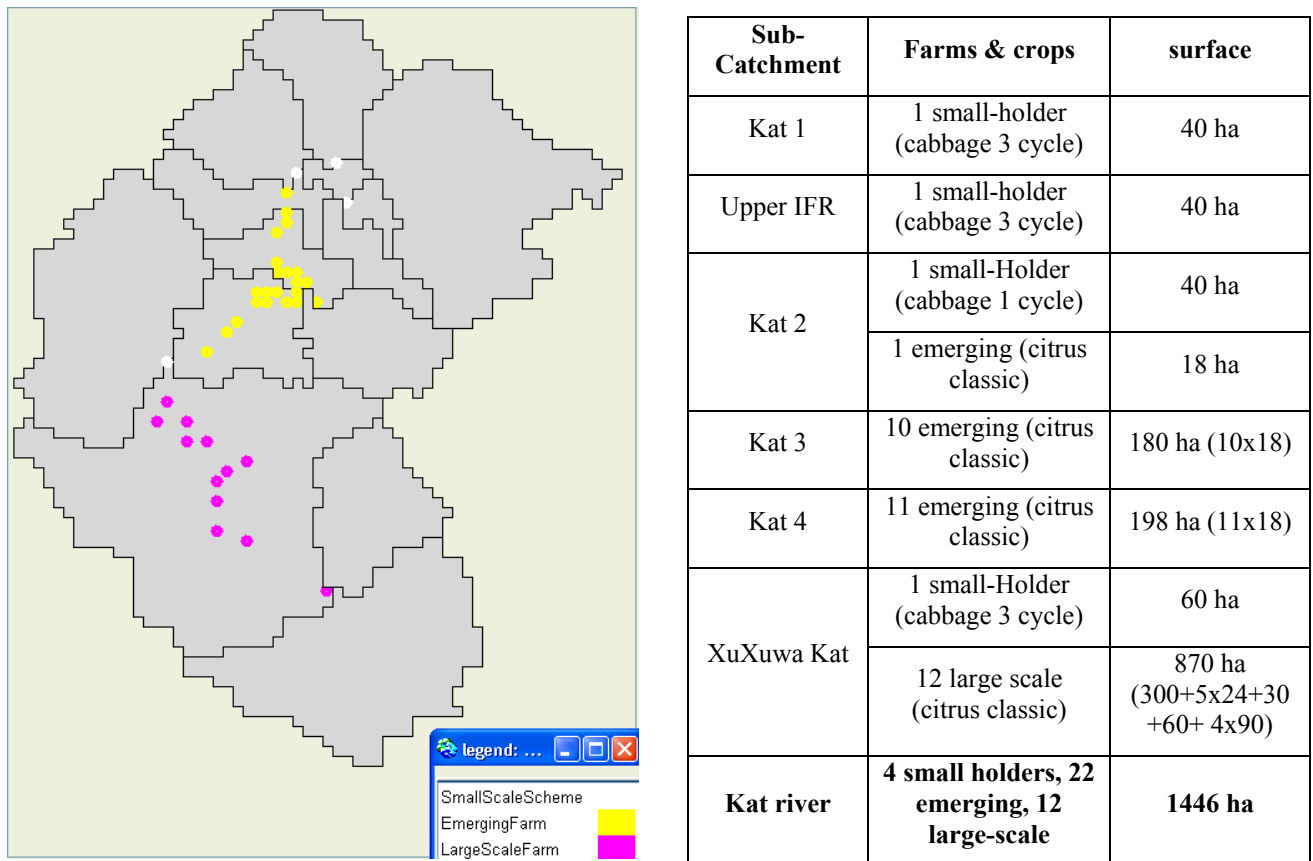 legend: ...
SmallScaleScheme
EmergingFarm
LargeScaleFarm
Sub-
Catchment
Farms & crops
surface
Kat 1
1 small-holder
(cabbage 3 cycle)
40 ha
Upper IFR
1 small-holder
(cabbage 3 cycle)
40 ha
Kat 2
1 small-Holder
(cabbage 1 cycle)
40 ha
1 emerging (citrus
classic)
18 ha
Kat 3
10 emerging (citrus
classic)
180 ha (10x18)
Kat 4
11 emerging (citrus
classic)
198 ha (11x18)
XuXuwa Kat
1 small-Holder
(cabbage 3 cycle)
60 ha
12 large scale
(citrus classic)
870 ha
(300+5x24+30
+60+ 4x90)
Kat river
4 small holders, 22
emerging, 12
large-scale
1446 ha